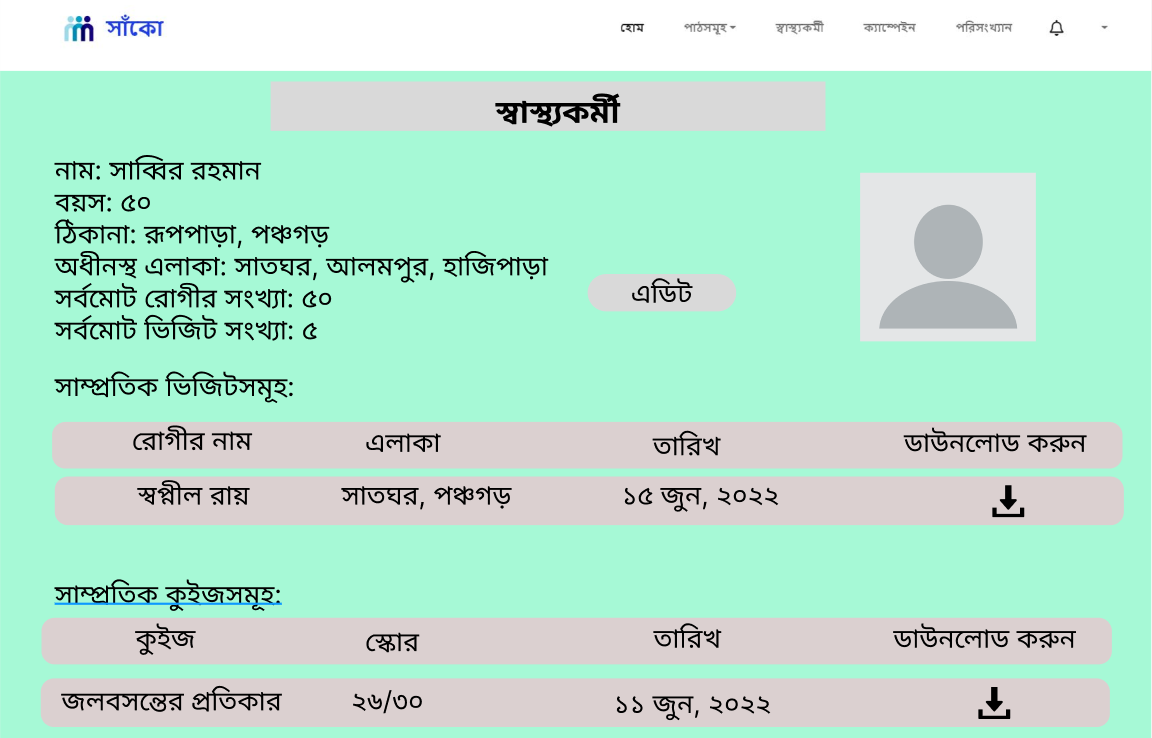 সাঁকো
হোম পাঠসমূহ স্বাস্থ্যকর্মী ক্যাম্পেইন পরিসংখ্যান
স্বাস্থ্যকর্মী
নাম: সাব্বির রহমান
বয়স: ৫০
ঠিকানা: রূপপাড়া, পঞ্চগড়
অধীনস্থ এলাকা: সাতঘর, আলমপুর, হাজিপাড়া
সর্বমোট রোগীর সংখ্যা: ৫০
সর্বমোট ভিজিট সংখ্যা: ৫
এডিট
সাম্প্রতিক ভিজিটসমূহ:
রোগীর নাম এলাকা তারিখ ডাউনলোড করুন
স্বপ্নীল রায় সাতঘর, পঞ্চগড় ১৫ জুন, ২০২২
সাম্প্রতিক কুইজসমূহ:
কুইজ স্কোর তারিখ ডাউনলোড করুন
জলবসন্তের প্রতিকার ২৬/৩০ ১১ জুন, ২০২২